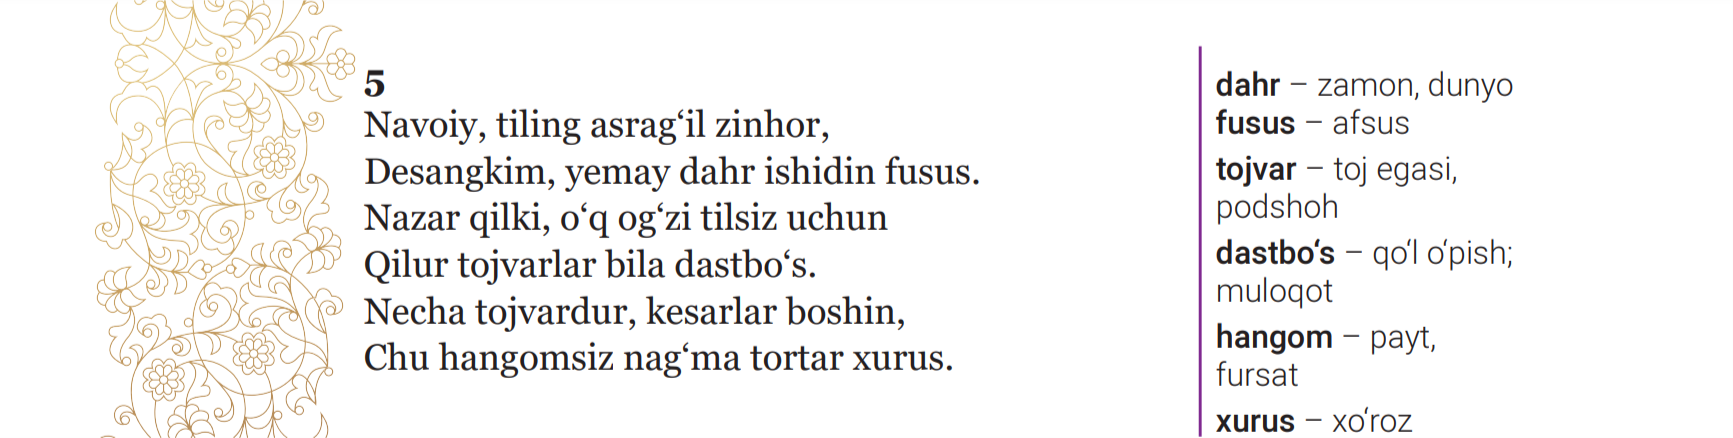 5
Navoiy, tiling asrag‘il zinhor,
Desangkim, yemay dahr ishidin fusus.
Nazar qilki, o‘q og‘zi tilsiz uchun
Qilur tojvarlar bila dastbo‘s.
Necha tojvardur, kesarlar boshin,
Chu hangomsiz nag‘ma tortar xurus.
dahr – zamon, dunyo
fusus – afsus
tojvar – toj egasi,
podshoh
dastbo‘s – qo‘l o‘pish;
muloqot
hangom – payt,
fursat
xurus – xo‘roz